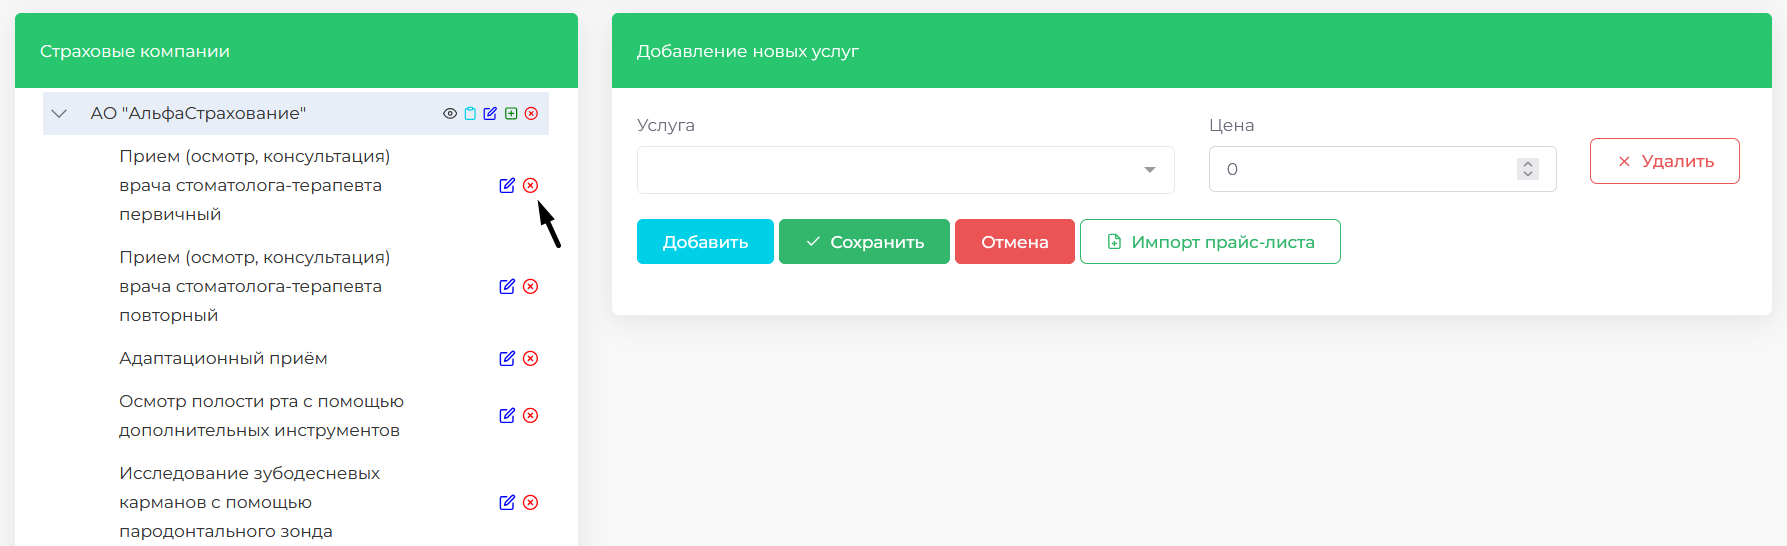 Страховые компании
АО "АльфаСтрахование"
Прием (осмотр, консультация)
врача стоматолога-терапевта
первичный
Прием (осмотр, консультация)
врача стоматолога-терапевта
повторный
Адаптационный приём
Осмотр полости рта с помощью
дополнительных инструментов
Исследование зубодесневых
карманов с помощью
пародонтального зонда
Добавление новых услуг
Услуга
Цена
0
Удалить
Добавить
Сохранить
Отмена
Импорт прайс-листа